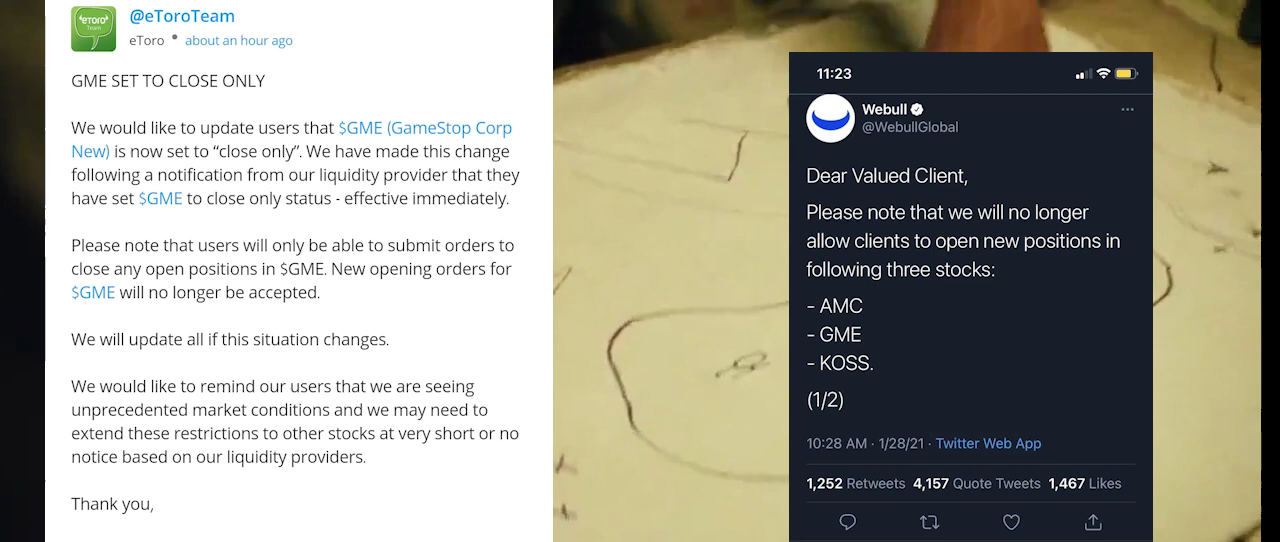 @eToroTeam
eToro • about an hour ago
GME SET TO CLOSE ONLY
We would like to update users that $GME (GameStop Corp
New) is now set to “close only”. We have made this change
following a notification from our liquidity provider that they
have set $GME to close only status - effective immediately.
Please note that users will only be able to submit orders to
close any open positions in $GME. New opening orders for
$GME will no longer be accepted.
We will update all if this situation changes.
We would like to remind our users that we are seeing
unprecedented market conditions and we may need to
extend these restrictions to other stocks at very short or no
notice based on our liquidity providers.
Thank you,
eToro
Team
11:23
Webull
@WebullGlobal
Dear Valued Client,
Please note that we will no longer
allow clients to open new positions in
following three stocks:
- AMC
- GME
- KOSS.
(1/2)
10:28 AM · 1/28/21 · Twitter Web App
1,252 Retweets 4,157 Quote Tweets 1,467 Likes